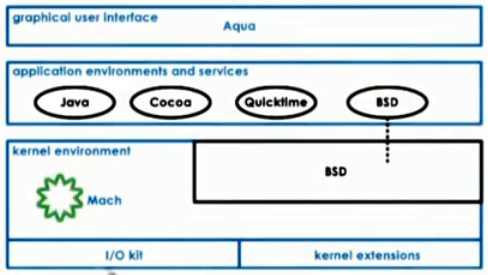 graphical user interface
Aqua
application environments and services
Java Cocoa Quicktime BSD
kernel environment
BSD
Mach
I/O kit kernel extensions